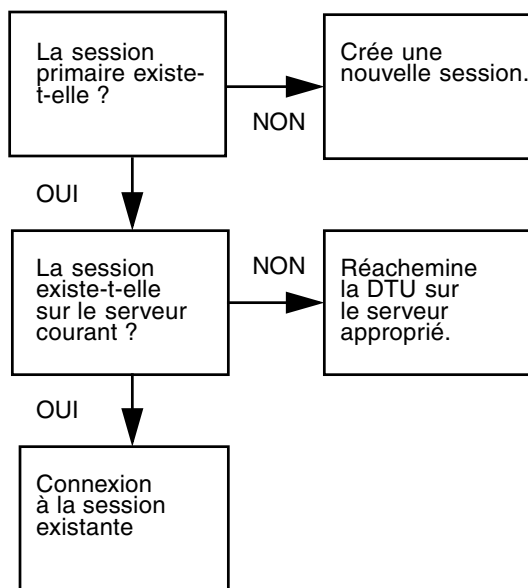 La session
primaire existe-
t-elle ?
NON
Crée une
nouvelle session.
OUI
La session
existe-t-elle
sur le serveur
courant ?
NON
Réachemine
la DTU sur
le serveur
approprié.
OUI
Connexion
à la session
existante